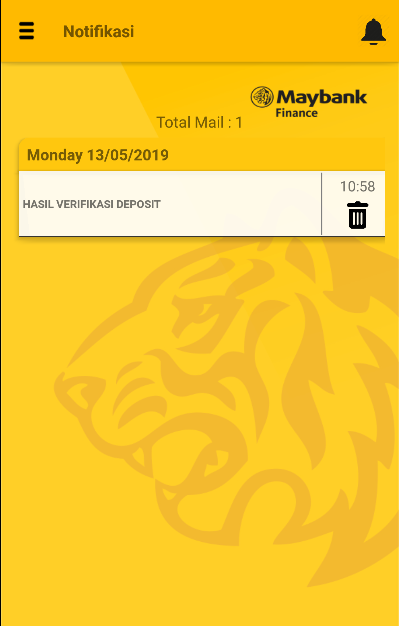 Notifikasi
Maybank
Finance
Total Mail : 1
Monday 13/05/2019
10:58
HASIL VERIFIKASI DEPOSIT